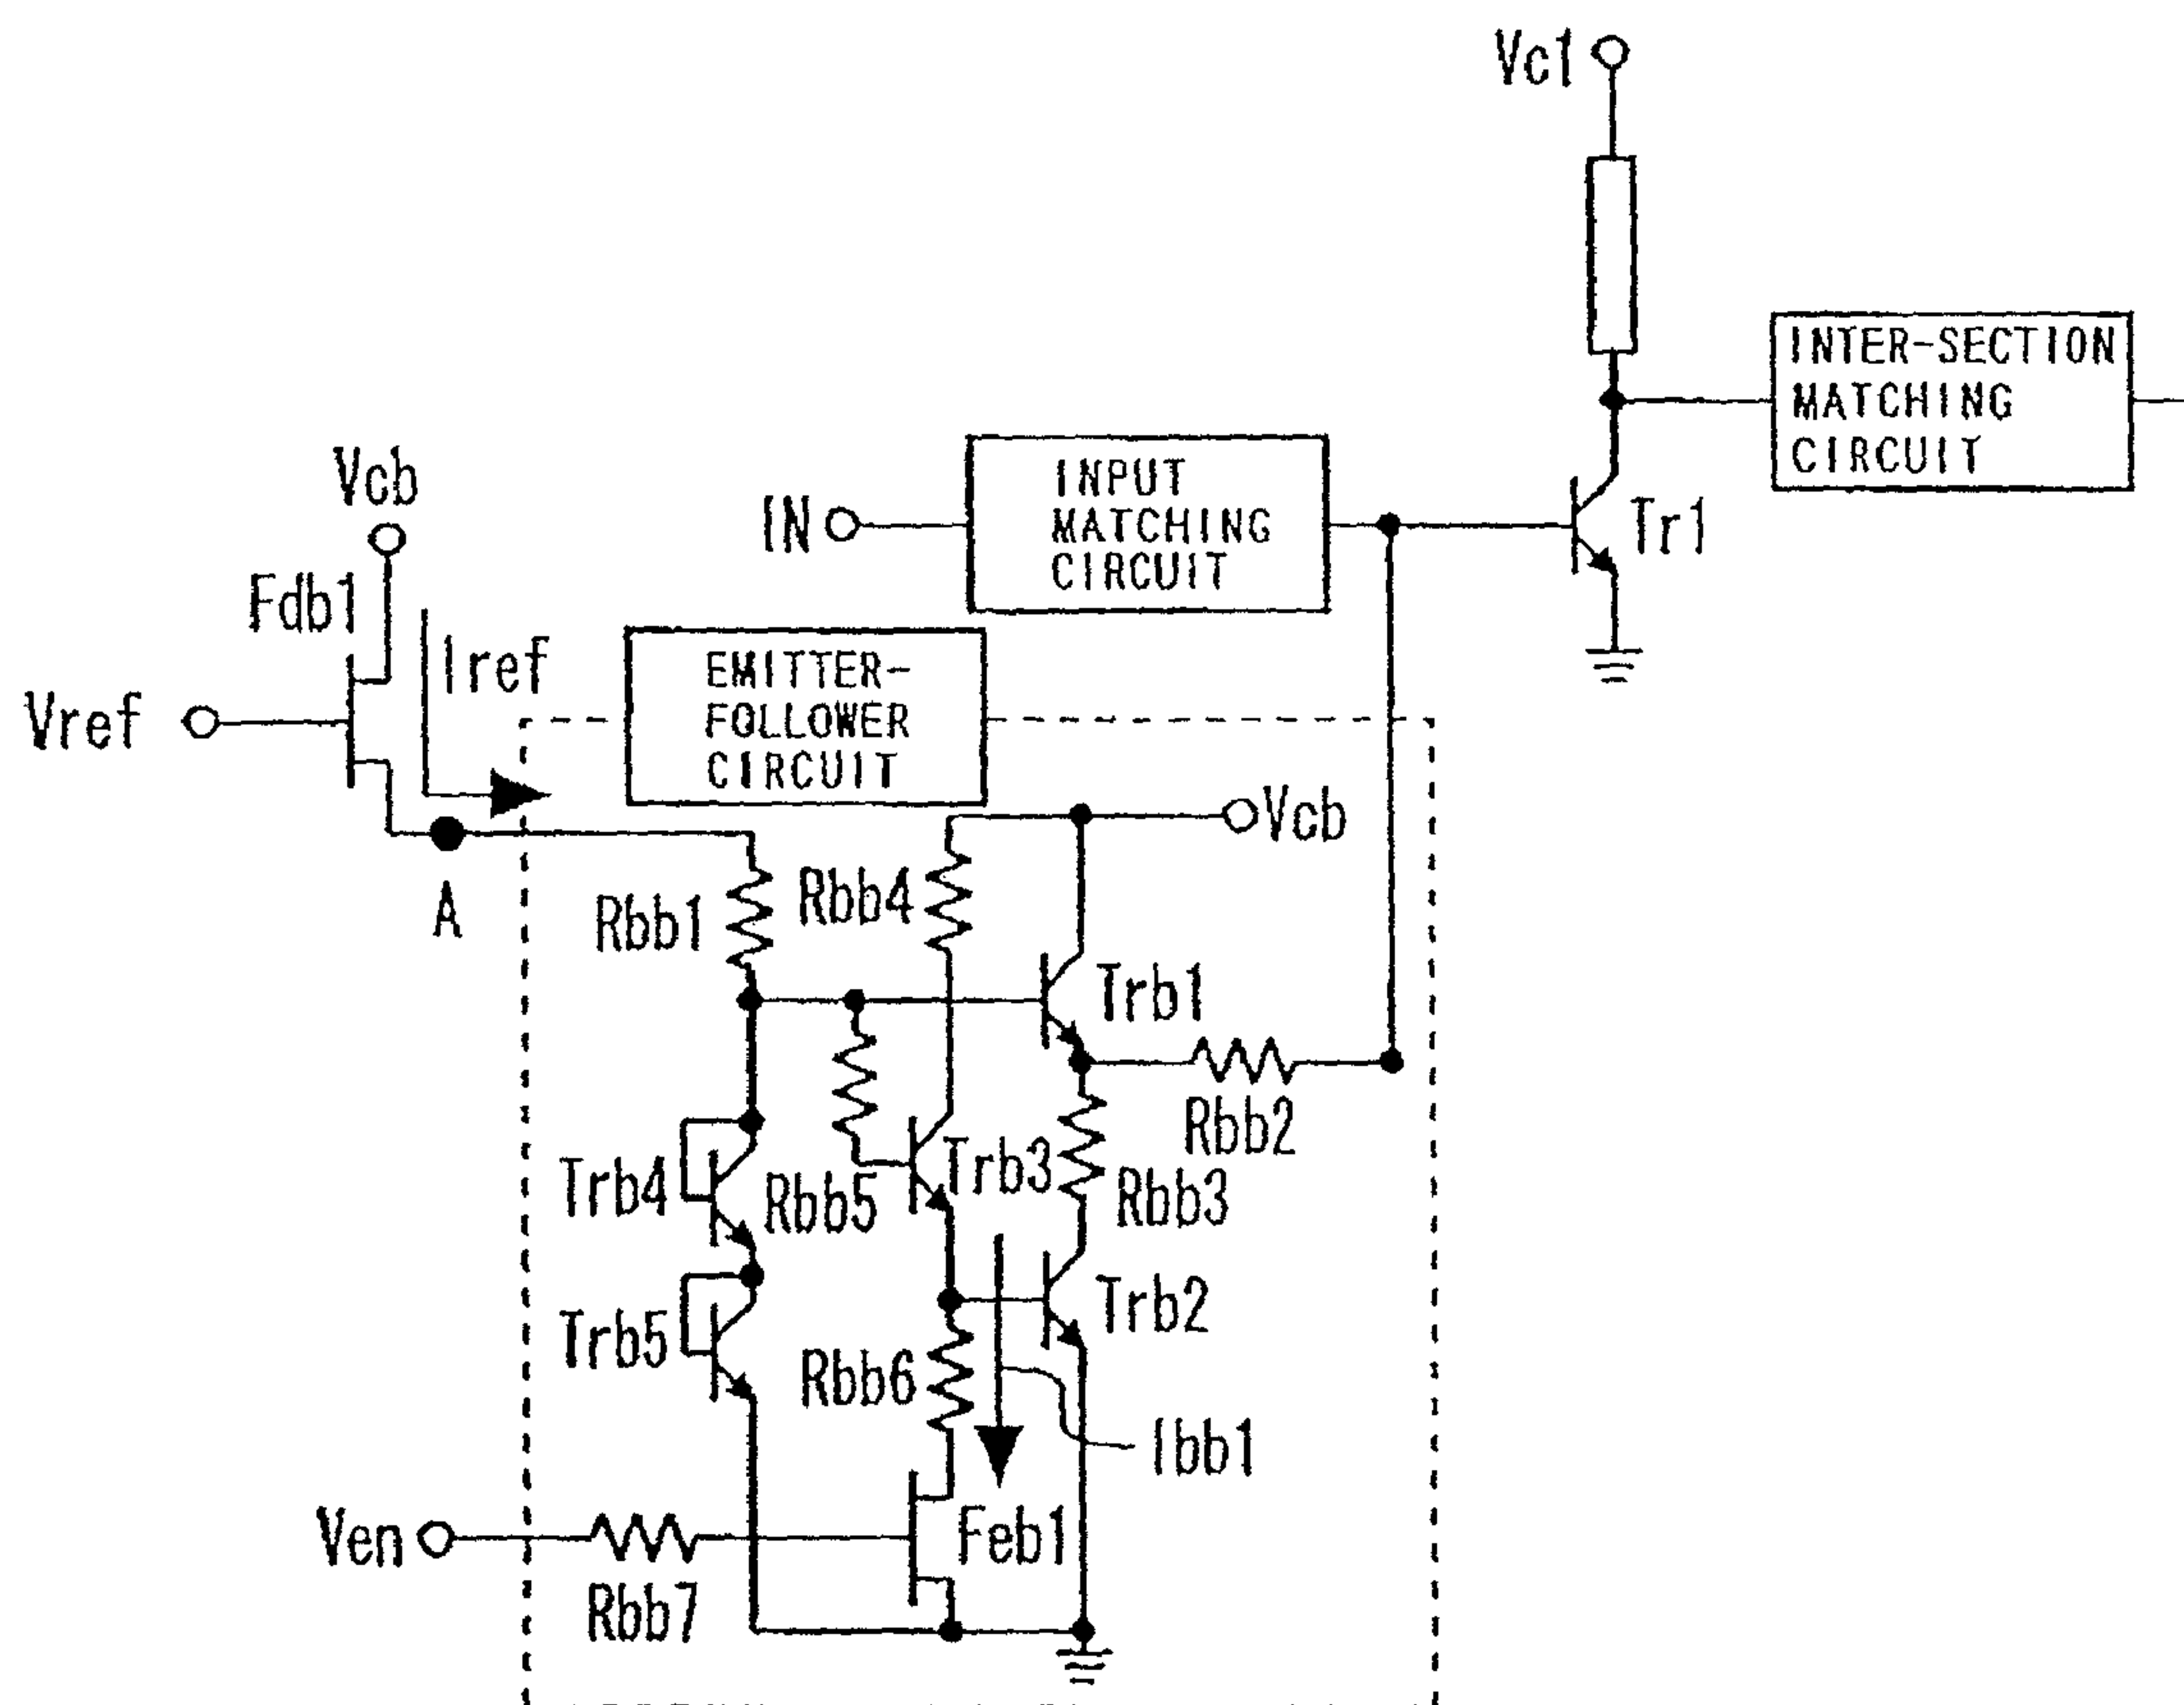 Vc1
INTER-SECTION
MATCHING
CIRCUIT
Vcb
INPUT
MATCHING
CIRCUIT
IN
Tr1
Fdb1
Iref
EMITTER-
FOLLOWER
CIRCUIT
Vref
Vcb
A
Rbb1
Rbb4
Trb1
Rbb2
Trb4
Rbb5
Trb3
Rbb3
Trb5
Rbb6
Trb2
Ibb1
Ven
Feb1
Rbb7